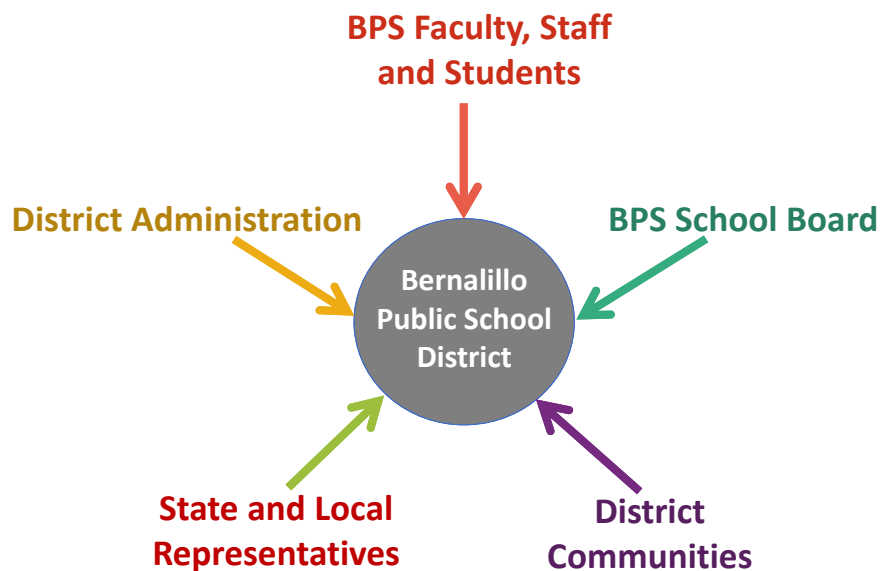 BPS Faculty, Staff
and Students
District Administration
BPS School Board
Bernalillo
Public School
District
State and Local
Representatives
District
Communities